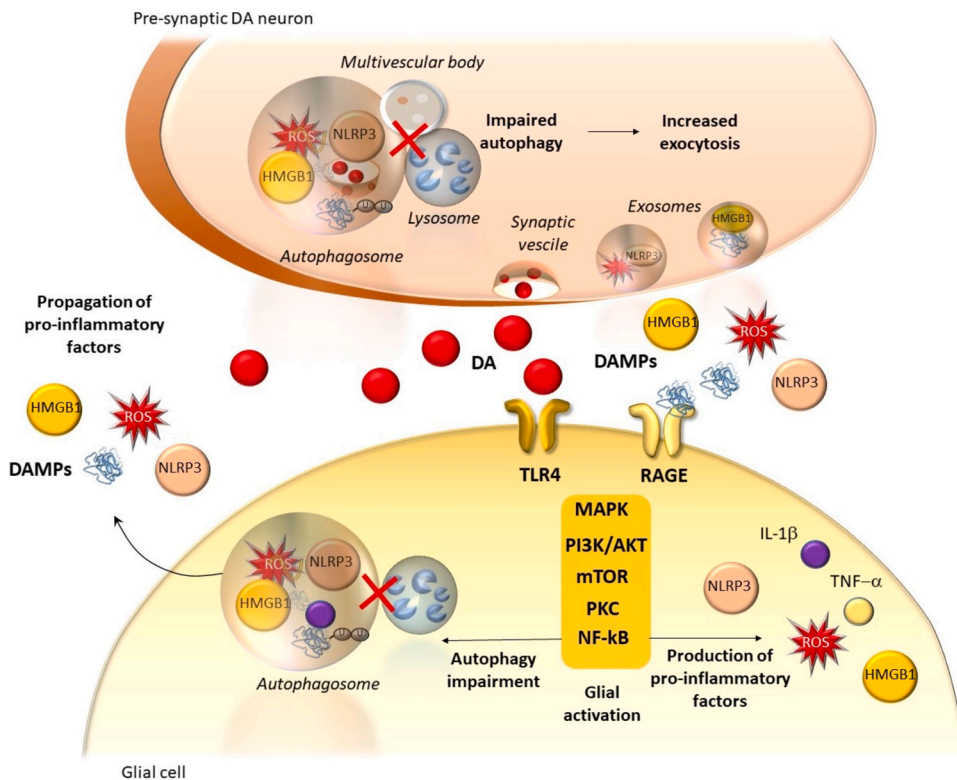 Pre-synaptic DA neuron
Multivescular body
ROS
NLRP3
HMGB1
Impaired
autophagy
Increased
exocytosis
Lysosome
Autophagosome
Synaptic
vescile
Exosomes
HMGB1
NLRP3
Propagation of
pro-inflammatory
factors
HMGB1
ROS
DA
DAMPs
NLRP3
HMGB1
ROS
DAMPs
NLRP3
TLR4
RAGE
MAPK
PI3K/AKT
mTOR
PKC
NF-kB
IL-1β
TNF–α
NLRP3
ROS
HMGB1
ROS
NLRP3
HMGB1
Autophagosome
Autophagy
impairment
Glial
activation
Production of
pro-inflammatory
factors
Glial cell